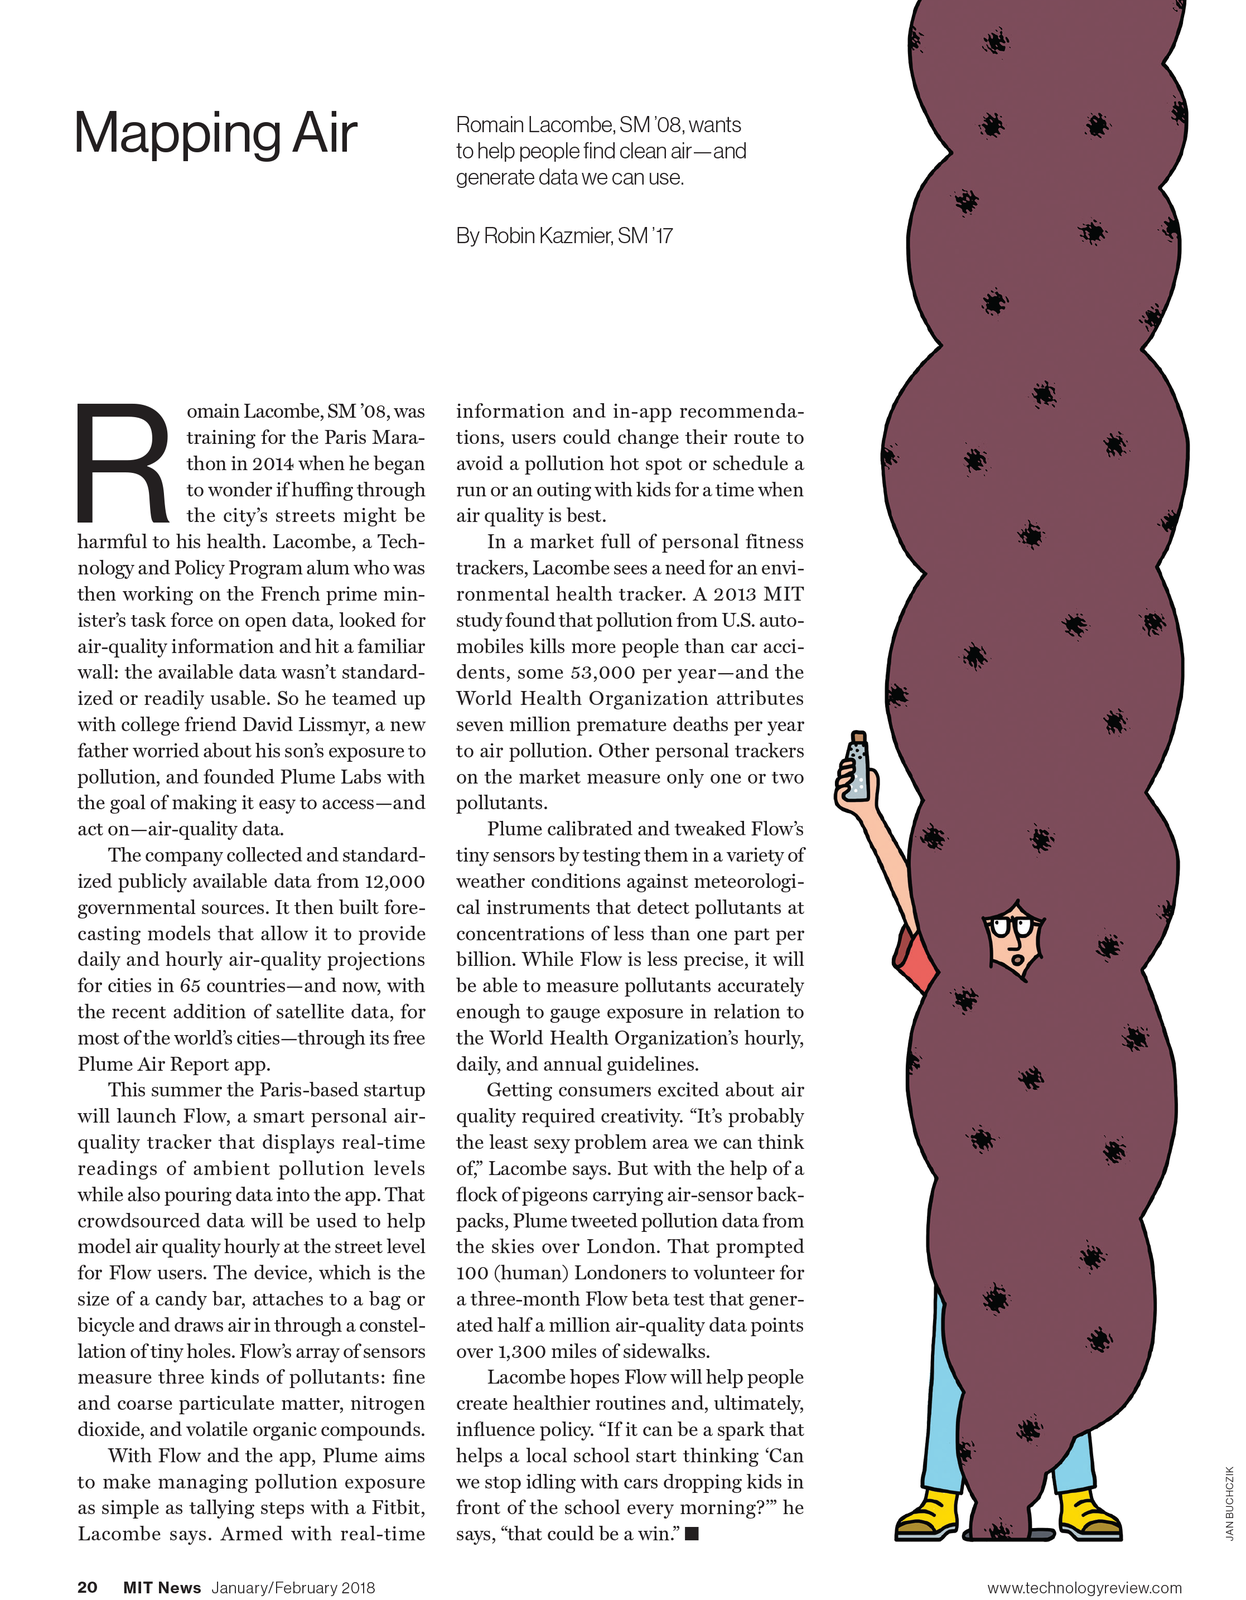 Mapping Air
Romain Lacombe, SM ’08, wants
to help people find clean air—and
generate data we can use.
By Robin Kazmier, SM ’17
Romain Lacombe, SM ’08, was
training for the Paris Mara-
thon in 2014 when he began
to wonder if huffing through
the city’s streets might be
harmful to his health. Lacombe, a Tech-
nology and Policy Program alum who was
then working on the French prime min-
ister’s task force on open data, looked for
air-quality information and hit a familiar
wall: the available data wasn’t standard-
ized or readily usable. So he teamed up
with college friend David Lissmyr, a new
father worried about his son’s exposure to
pollution, and founded Plume Labs with
the goal of making it easy to access—and
act on—air-quality data.
The company collected and standard-
ized publicly available data from 12,000
governmental sources. It then built fore-
casting models that allow it to provide
daily and hourly air-quality projections
for cities in 65 countries—and now, with
the recent addition of satellite data, for
most of the world’s cities—through its free
Plume Air Report app.
This summer the Paris-based startup
will launch Flow, a smart personal air-
quality tracker that displays real-time
readings of ambient pollution levels
while also pouring data into the app. That
crowdsourced data will be used to help
model air quality hourly at the street level
for Flow users. The device, which is the
size of a candy bar, attaches to a bag or
bicycle and draws air in through a constel-
lation of tiny holes. Flow’s array of sensors
measure three kinds of pollutants: fine
and coarse particulate matter, nitrogen
dioxide, and volatile organic compounds.
With Flow and the app, Plume aims
to make managing pollution exposure
as simple as tallying steps with a Fitbit,
Lacombe says. Armed with real-time
information and in-app recommenda-
tions, users could change their route to
avoid a pollution hot spot or schedule a
run or an outing with kids for a time when
air quality is best.
In a market full of personal fitness
trackers, Lacombe sees a need for an envi-
ronmental health tracker. A 2013 MIT
study found that pollution from U.S. auto-
mobiles kills more people than car acci-
dents, some 53,000 per year—and the
World Health Organization attributes
seven million premature deaths per year
to air pollution. Other personal trackers
on the market measure only one or two
pollutants.
Plume calibrated and tweaked Flow’s
tiny sensors by testing them in a variety of
weather conditions against meteorologi-
cal instruments that detect pollutants at
concentrations of less than one part per
billion. While Flow is less precise, it will
be able to measure pollutants accurately
enough to gauge exposure in relation to
the World Health Organization’s hourly,
daily, and annual guidelines.
Getting consumers excited about air
quality required creativity. “It’s probably
the least sexy problem area we can think
of,” Lacombe says. But with the help of a
flock of pigeons carrying air-sensor back-
packs, Plume tweeted pollution data from
the skies over London. That prompted
100 (human) Londoners to volunteer for
a three-month Flow beta test that gener-
ated half a million air-quality data points
over 1,300 miles of sidewalks.
Lacombe hopes Flow will help people
create healthier routines and, ultimately,
influence policy. “If it can be a spark that
helps a local school start thinking ‘Can
we stop idling with cars dropping kids in
front of the school every morning?’” he
says, “that could be a win.” ■
JAN BUCHCZIK
20 MIT News January/February 2018
www.technologyreview.com